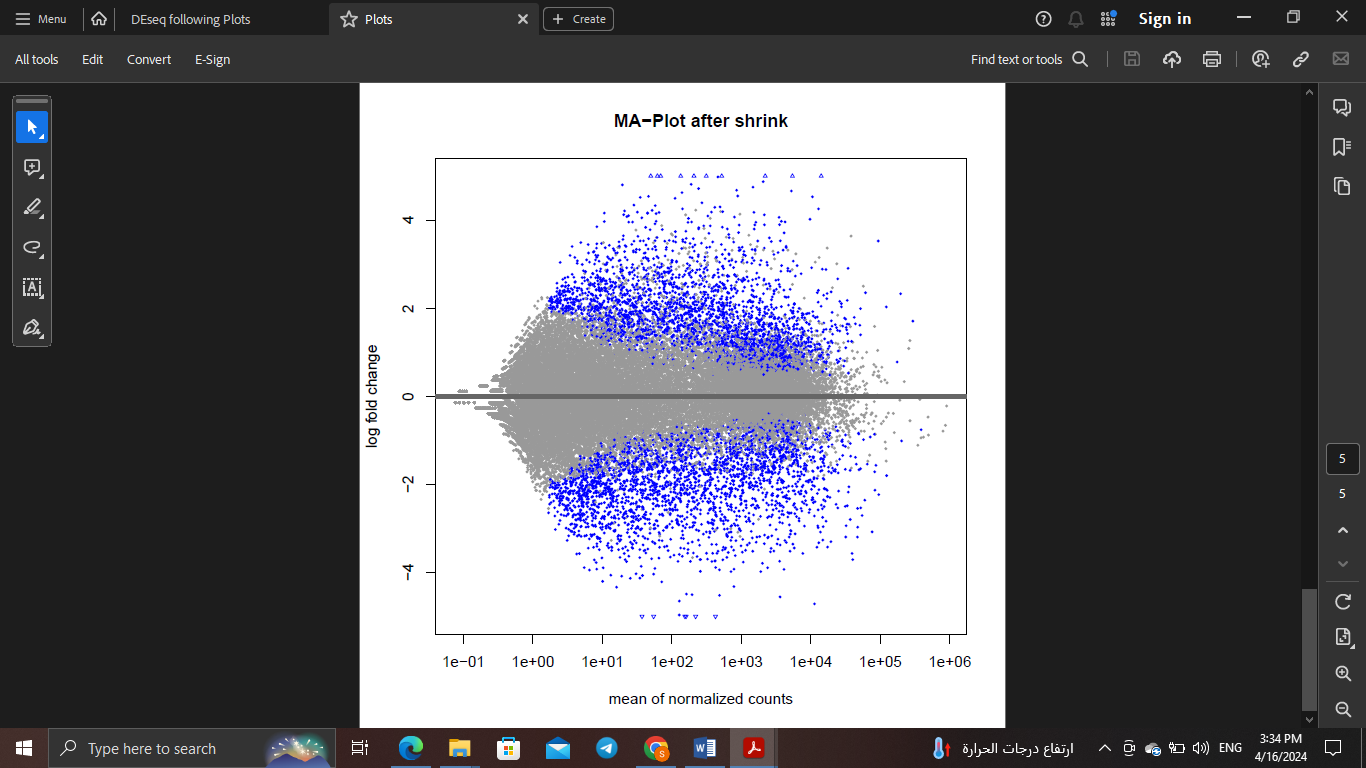 Menu
DEseq following Plots
Plots
Create
Sign in
All tools
Edit
Convert
E-Sign
Find text or tools
MA−Plot after shrink
log fold change
4
2
0
−2
−4
1e−01
1e+00
1e+01
1e+02
1e+03
1e+04
1e+05
1e+06
mean of normalized counts
5
5
Type here to search
ارتفاع درجات الحرارة
ENG
3:34 PM
4/16/2024